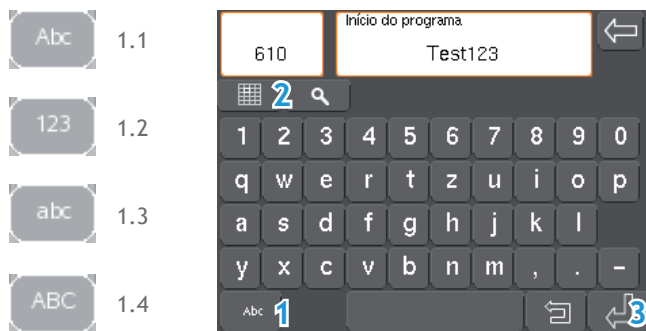 Abc 1.1
123 1.2
abc 1.3
ABC 1.4
Início do programa
610 Test123
2
1 2 3 4 5 6 7 8 9 0
q w e r t z u i o p
a s d f g h j k l
y x c v b n m , . -
Abc 1 3